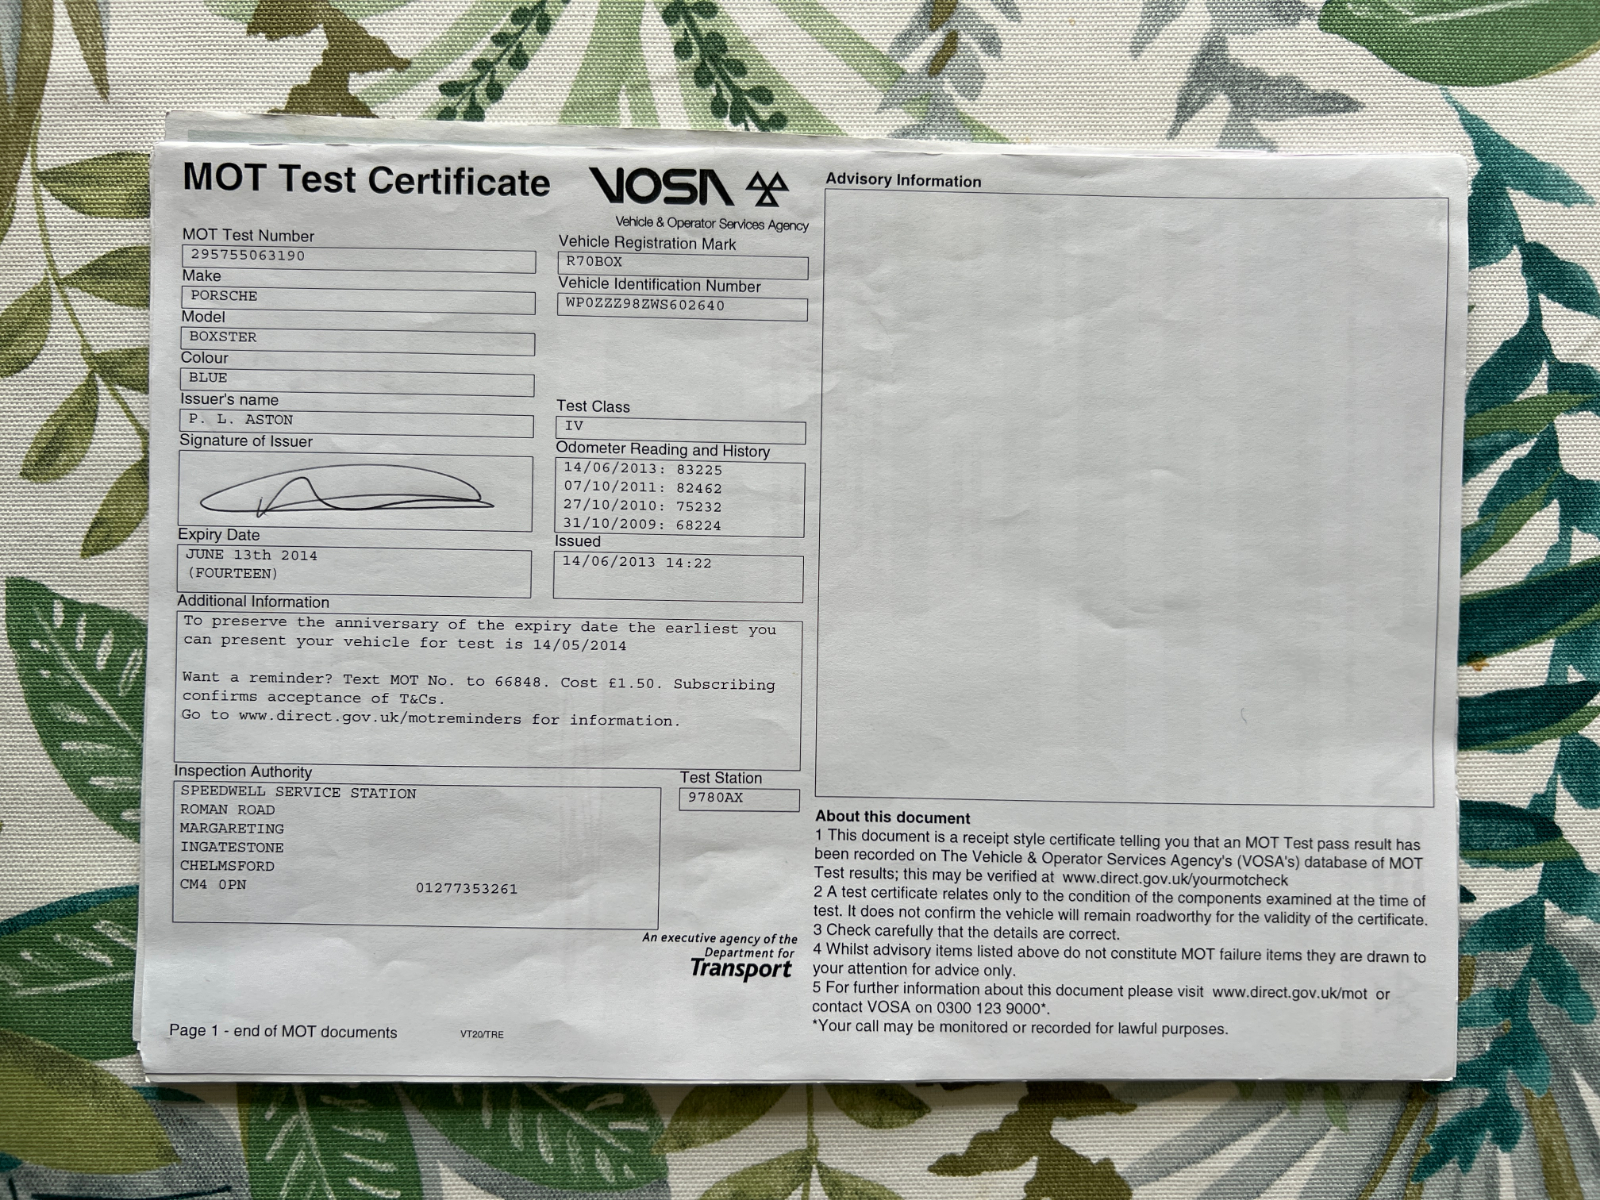 MOT Test Certificate
VOSA
Vehicle & Operator Services Agency
MOT Test Number
295755063190
Make
PORSCHE
Model
BOXSTER
Colour
BLUE
Issuer's name
P. L. ASTON
Signature of Issuer
Expiry Date
JUNE 13th 2014
(FOURTEEN)
Vehicle Registration Mark
R70BOX
Vehicle Identification Number
WP0ZZZ98ZWS602640
Test Class
IV
Odometer Reading and History
14/06/2013: 83225
07/10/2011: 82462
27/10/2010: 75232
31/10/2009: 68224
Issued
14/06/2013 14:22
Additional Information
To preserve the anniversary of the expiry date the earliest you
can present your vehicle for test is 14/05/2014
Want a reminder? Text MOT No. to 66848. Cost £1.50. Subscribing
confirms acceptance of T&Cs.
Go to www.direct.gov.uk/motreminders for information.
Inspection Authority
SPEEDWELL SERVICE STATION
ROMAN ROAD
MARGARETING
INGATESTONE
CHELMSFORD
CM4 0PN 01277353261
Test Station
9780AX
An executive agency of the
Department for
Transport
Page 1 - end of MOT documents
VT20/TRE
Advisory Information
About this document
1 This document is a receipt style certificate telling you that an MOT Test pass result has
been recorded on The Vehicle & Operator Services Agency's (VOSA's) database of MOT
Test results; this may be verified at www.direct.gov.uk/yourmotcheck
2 A test certificate relates only to the condition of the components examined at the time of
test. It does not confirm the vehicle will remain roadworthy for the validity of the certificate.
3 Check carefully that the details are correct.
4 Whilst advisory items listed above do not constitute MOT failure items they are drawn to
your attention for advice only.
5 For further information about this document please visit www.direct.gov.uk/mot or
contact VOSA on 0300 123 9000*.
*Your call may be monitored or recorded for lawful purposes.